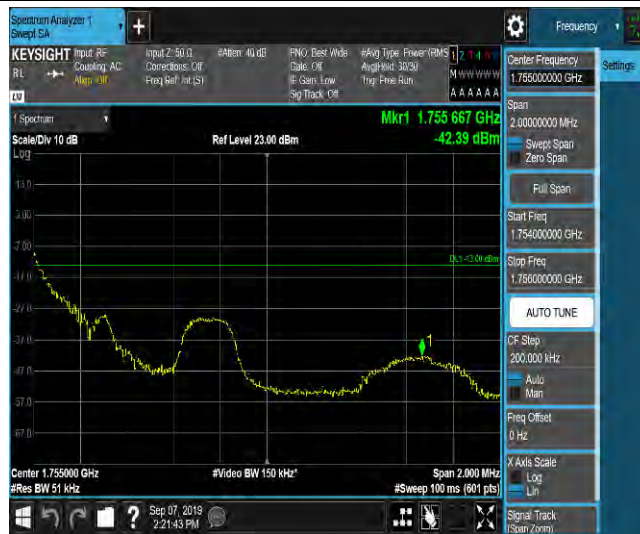 Spectrum Analyzer 1
Swept SA
+
Frequency
KEYSIGHT
RL
Input: RF
Coupling: AC
Align: Off
Input Z: 50 Ω
Corrections: Off
Freq Ref: Int (S)
#Atten: 40 dB
PNO: Best Wide
Gate: Off
IF Gain: Low
Sig Track: Off
#Avg Type: Power (RMS
Avg|Hold: 30/30
Trig: Free Run
M W W W W W
A A A A A A
LV
1 Spectrum
Scale/Div 10 dB
Log
Ref Level 23.00 dBm
Mkr1 1.755 667 GHz
-42.39 dBm
13.0
3.00
-7.00
DL1 -13.00 dBm
-17.0
-27.0
-37.0
-47.0
-57.0
-67.0
1
Center 1.755000 GHz
#Video BW 150 kHz*
Span 2.000 MHz
#Res BW 51 kHz
#Sweep 100 ms (601 pts)
Center Frequency
1.755000000 GHz
Settings
Span
2.00000000 MHz
Swept Span
Zero Span
Full Span
Start Freq
1.754000000 GHz
Stop Freq
1.756000000 GHz
AUTO TUNE
CF Step
200.000 kHz
Auto
Man
Freq Offset
0 Hz
X Axis Scale
Log
Lin
Signal Track
(Span Zoom)
?
Sep 07, 2019
2:21:43 PM